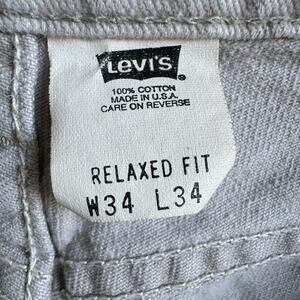 LEVI'S ®
100% COTTON
MADE IN U.S.A.
CARE ON REVERSE
RELAXED FIT
W34 L34